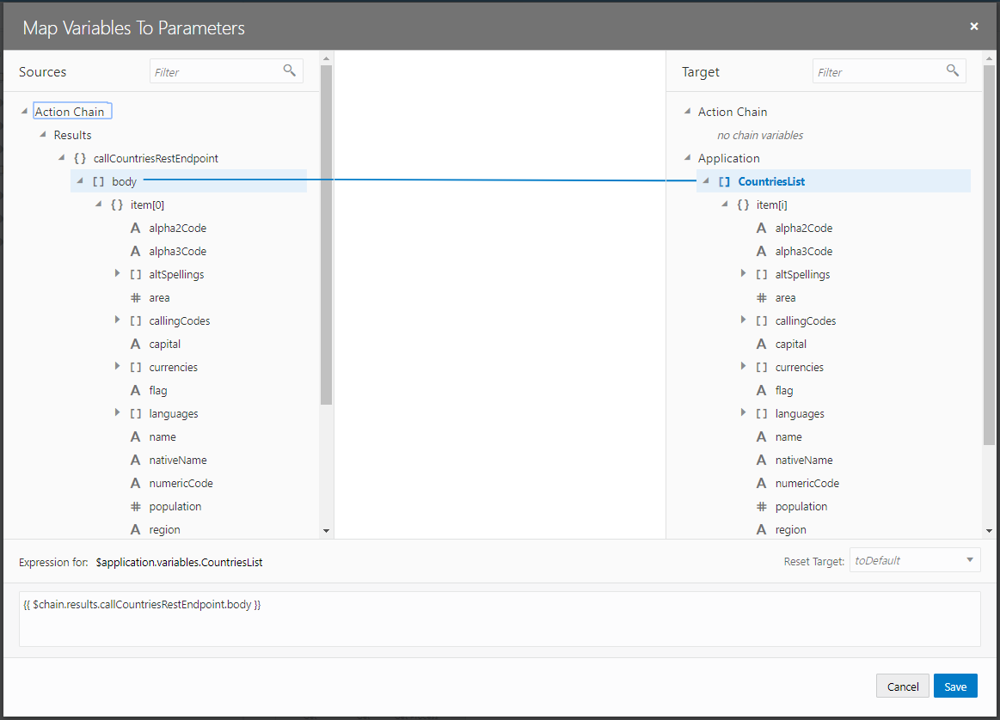 Map Variables To Parameters
×
Sources
Filter
Action Chain
Results
{ } callCountriesRestEndpoint
[ ] body
{ } item[0]
A alpha2Code
A alpha3Code
[ ] altSpellings
# area
[ ] callingCodes
A capital
[ ] currencies
A flag
[ ] languages
A name
A nativeName
A numericCode
# population
A region
Target
Filter
Action Chain
no chain variables
Application
[ ] CountriesList
{ } item[i]
A alpha2Code
A alpha3Code
[ ] altSpellings
# area
[ ] callingCodes
A capital
[ ] currencies
A flag
[ ] languages
A name
A nativeName
A numericCode
# population
A region
Expression for: $application.variables.CountriesList
Reset Target: toDefault
{{ $chain.results.callCountriesRestEndpoint.body }}
Cancel Save